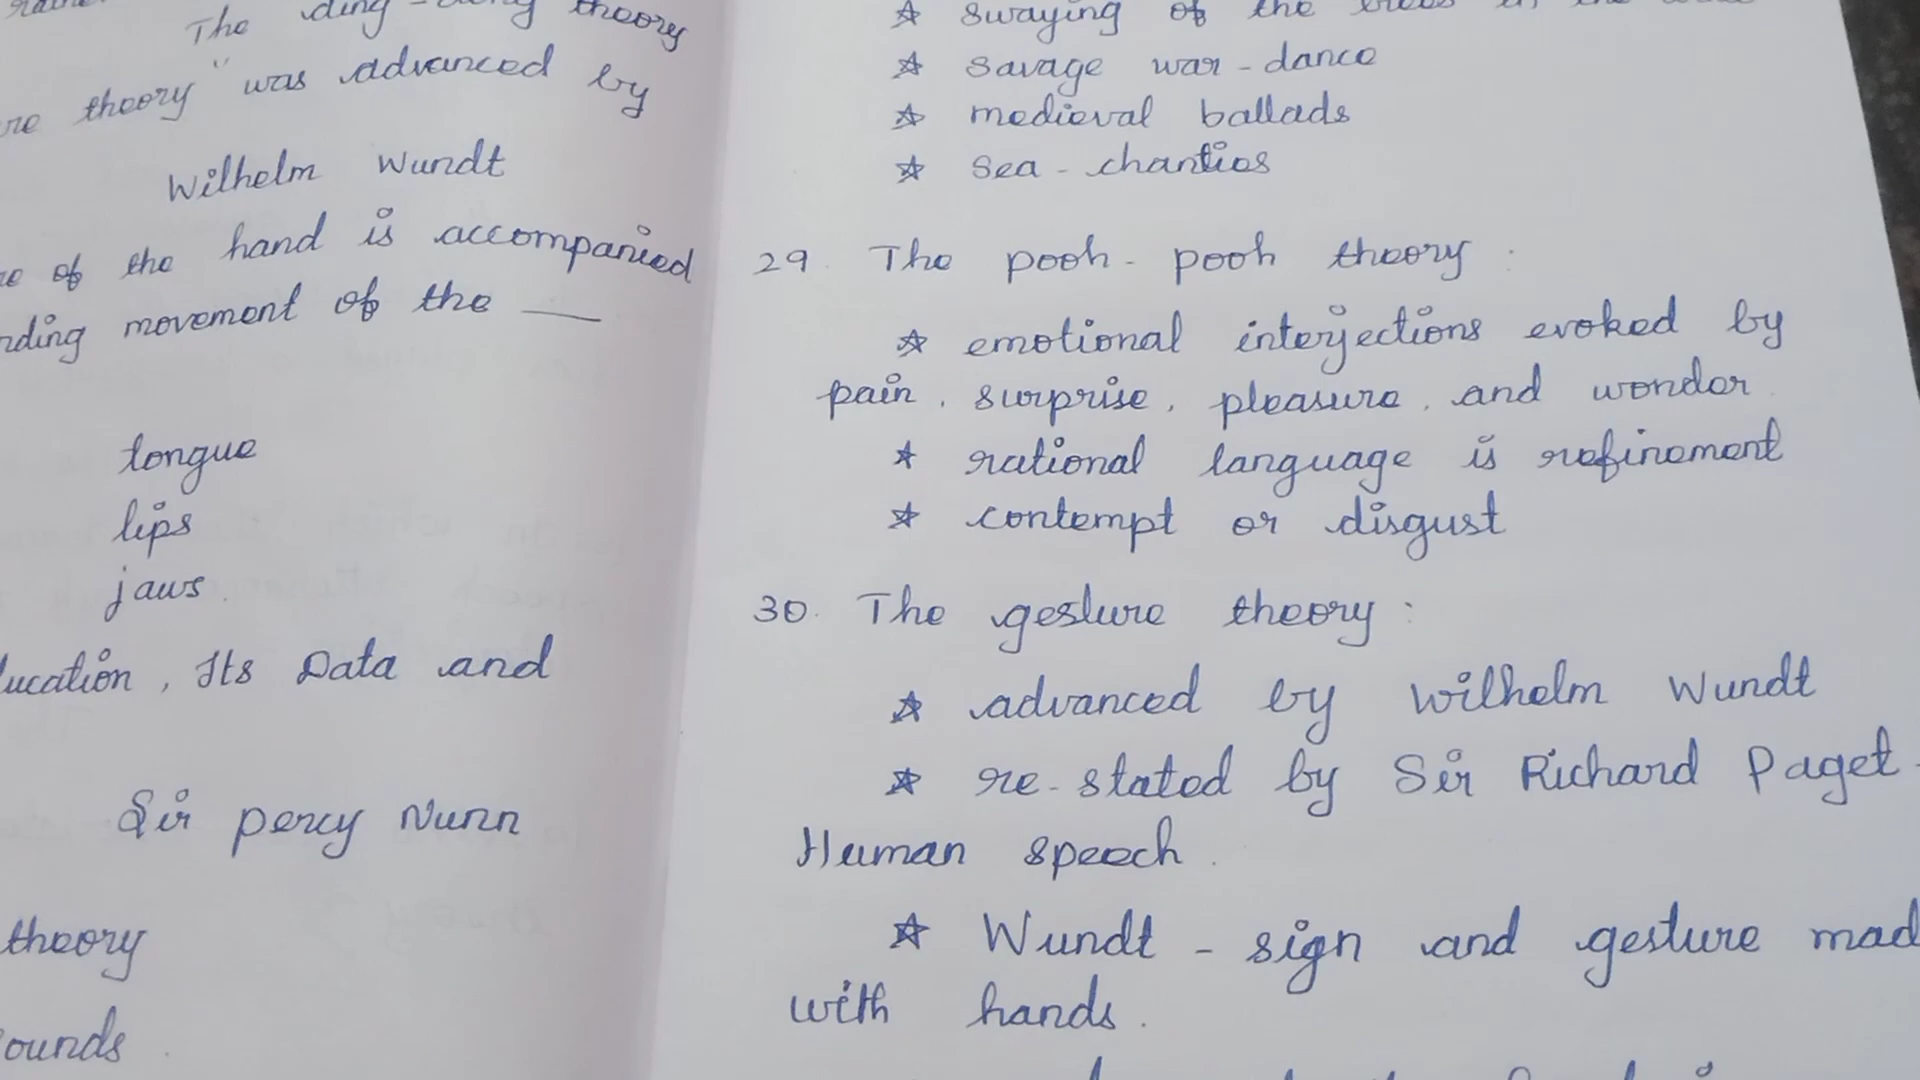 The ding-dong theory
theory" was advanced by
Wilhelm Wundt
of the hand is accompanied
movement of the ___
tongue
lips
jaws.
, Its Data and
Sir percy Nunn
theory
☆ swaying of the trees in the
☆ savage war-dance
☆ medieval ballads
☆ sea-chanties
29. The pooh-pooh theory :
☆ emotional interjections evoked by
pain, surprise, pleasure, and wonder
☆ rational language is refinement
☆ contempt or disgust
30. The gesture theory :
☆ advanced by Wilhelm Wundt
☆ re-stated by Sir Richard Paget -
Human speech.
☆ Wundt - sign and gesture mad
with hands.